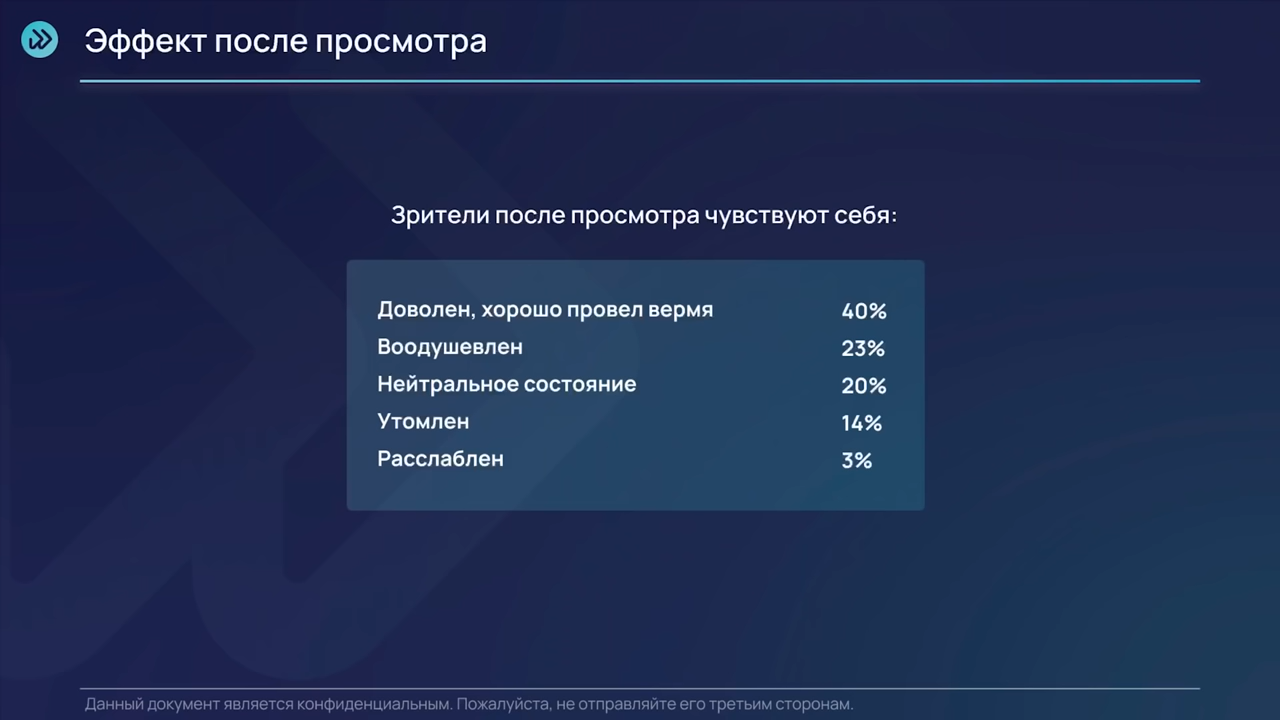 Эффект после просмотра
Зрители после просмотра чувствуют себя:
Доволен, хорошо провел вермя 40%
Воодушевлен 23%
Нейтральное состояние 20%
Утомлен 14%
Расслаблен 3%
Данный документ является конфиденциальным. Пожалуйста, не отправляйте его третьим сторонам.